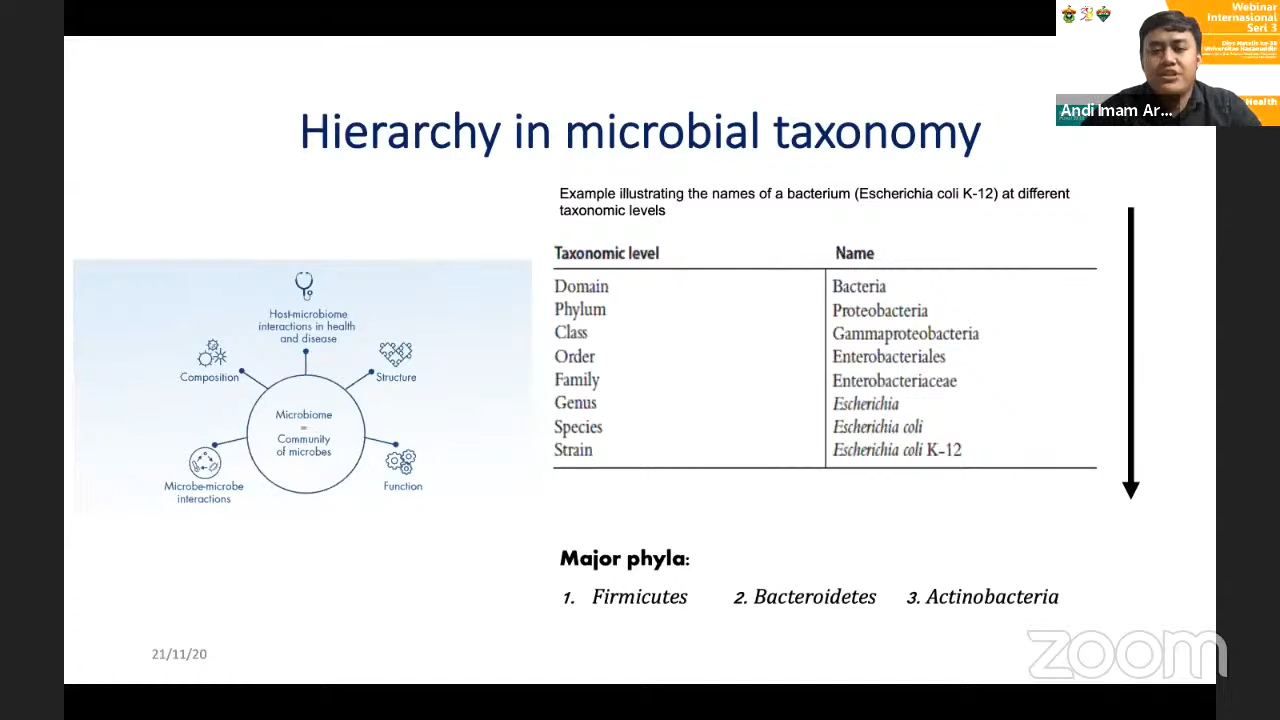 Webinar
Internasional
Seri 3
Universitas Hasanuddin
Health
Andi Imam Ar...
Hierarchy in microbial taxonomy
Example illustrating the names of a bacterium (Escherichia coli K-12) at different
taxonomic levels
Taxonomic level Name
Domain Bacteria
Phylum Proteobacteria
Class Gammaproteobacteria
Order Enterobacteriales
Family Enterobacteriaceae
Genus Escherichia
Species Escherichia coli
Strain Escherichia coli K-12
Host-microbiome
interactions in health
and disease
Composition
Structure
Microbiome
=
Community
of microbes
Microbe-microbe
interactions
Function
Major phyla:
1. Firmicutes 2. Bacteroidetes 3. Actinobacteria
21/11/20
zoom